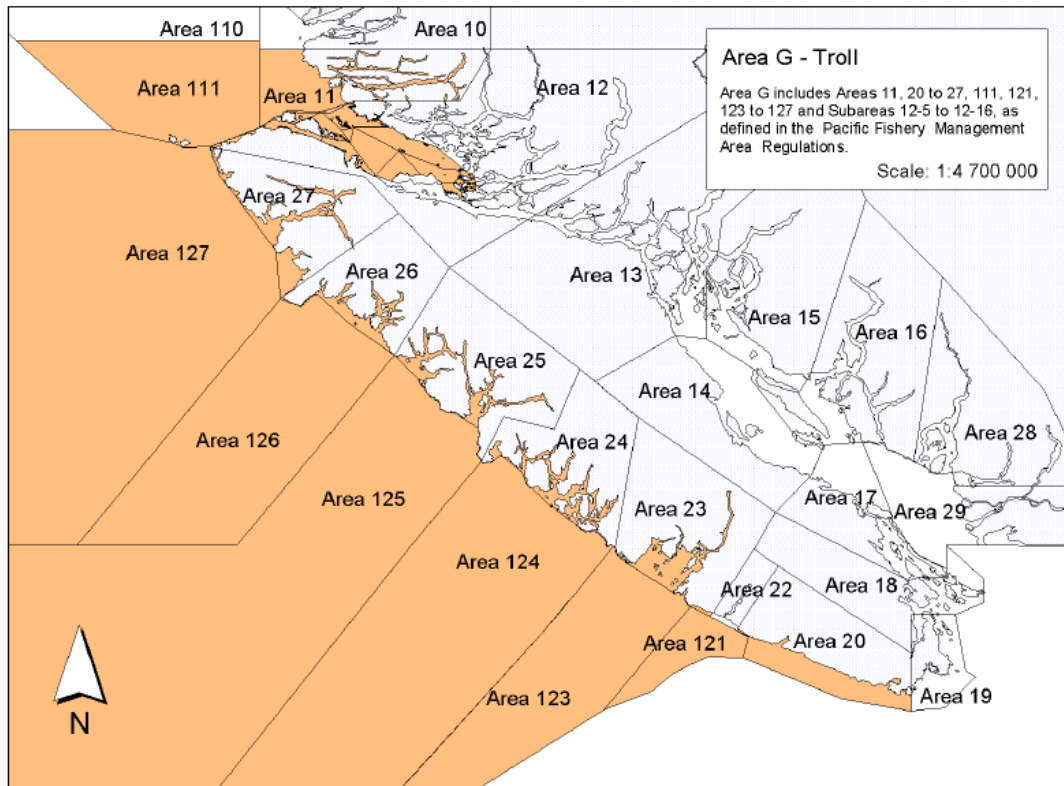 Area 110
Area 10
Area 111
Area 11
Area 12
Area G - Troll
Area G includes Areas 11, 20 to 27, 111, 121,
123 to 127 and Subareas 12-5 to 12-16, as
defined in the Pacific Fishery Management
Area Regulations.
Scale: 1:4 700 000
Area 27
Area 127
Area 26
Area 13
Area 15
Area 16
Area 25
Area 14
Area 126
Area 24
Area 28
Area 125
Area 23
Area 17
Area 29
Area 124
Area 22
Area 18
Area 121
Area 20
Area 123
Area 19
N